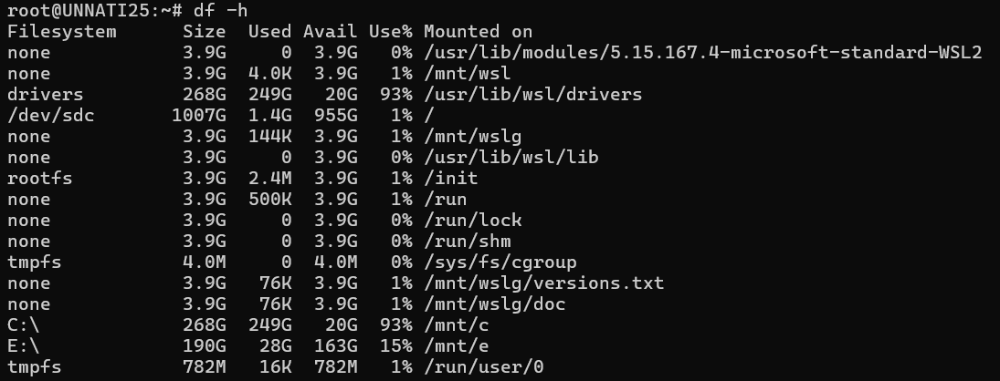 root@UNNATI25:~# df -h
Filesystem      Size  Used Avail Use% Mounted on
none            3.9G     0  3.9G   0% /usr/lib/modules/5.15.167.4-microsoft-standard-WSL2
none            3.9G  4.0K  3.9G   1% /mnt/wsl
drivers         268G  249G   20G  93% /usr/lib/wsl/drivers
/dev/sdc       1007G  1.4G  955G   1% /
none            3.9G  144K  3.9G   1% /mnt/wslg
none            3.9G     0  3.9G   0% /usr/lib/wsl/lib
rootfs          3.9G  2.4M  3.9G   1% /init
none            3.9G  500K  3.9G   1% /run
none            3.9G     0  3.9G   0% /run/lock
none            3.9G     0  3.9G   0% /run/shm
tmpfs           4.0M     0  4.0M   0% /sys/fs/cgroup
none            3.9G   76K  3.9G   1% /mnt/wslg/versions.txt
none            3.9G   76K  3.9G   1% /mnt/wslg/doc
C:\             268G  249G   20G  93% /mnt/c
E:\             190G   28G  163G  15% /mnt/e
tmpfs           782M   16K  782M   1% /run/user/0